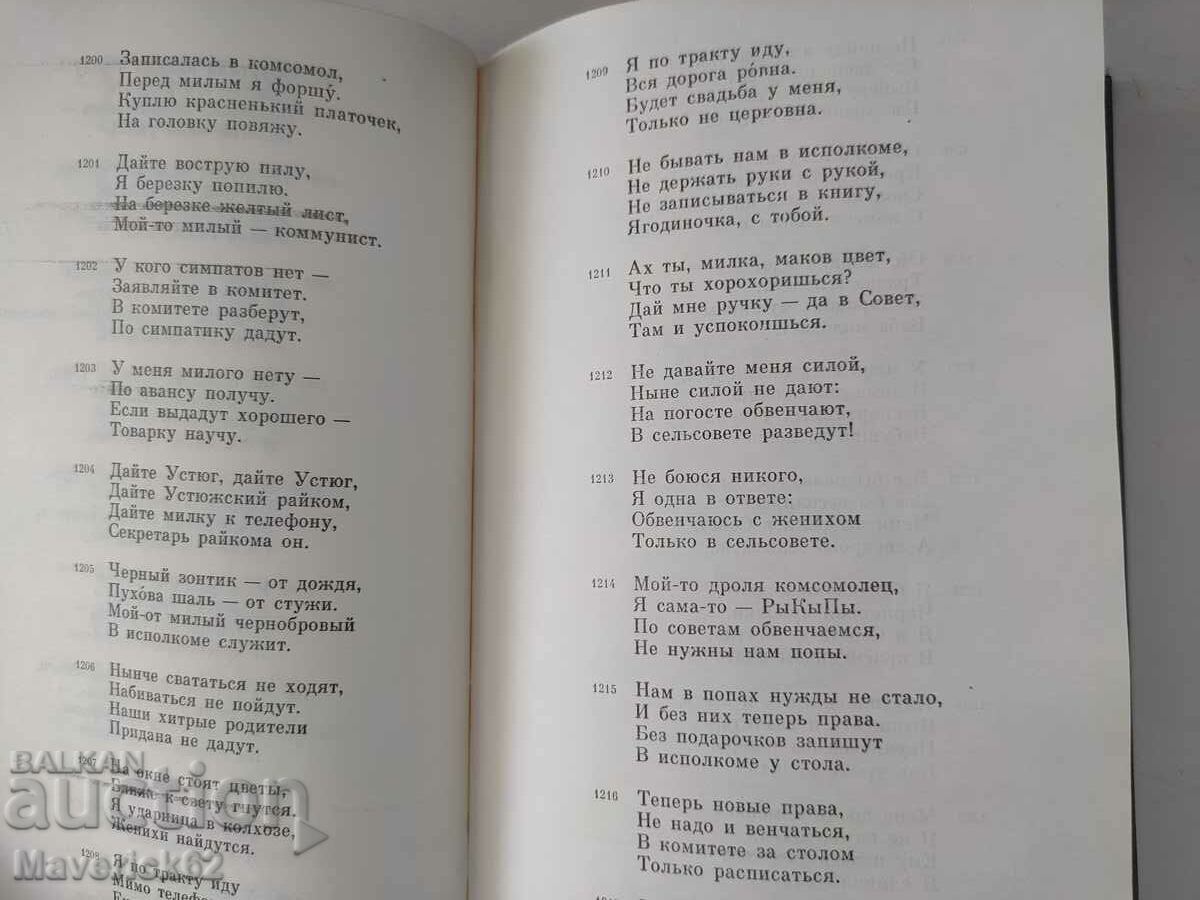 1200 Записалась в комсомол,
Перед милым я форшу́.
Куплю красненький платочек,
На головку повяжу.
1201 Дайте вострую пилу,
Я березку попилю.
На березке желтый лист,
Мой-то милый — коммунист.
1202 У кого симпатов нет —
Заявляйте в комитет.
В комитете разберут,
По симпатику дадут.
1203 У меня милого нету —
По авансу получу.
Если выдадут хорошего —
Товарку научу.
1204 Дайте Устюг, дайте Устюг,
Дайте Устюжский райком,
Дайте милку к телефону,
Секретарь райкома он.
1205 Черный зонтик — от дождя,
Пухо́ва шаль — от стужи.
Мой-от милый чернобровый
В исполкоме служит.
1206 Нынче свататься не ходят,
Набиваться не пойдут.
Наши хитрые родители
Придана не дадут.
1207 На окне стоят цветы,
Ближе к свету гнутся.
Я ударница в колхозе,
Женихи найдутся.
1208 Я по тракту иду
Мимо
1209 Я по тракту иду,
Вся дорога ро́вна.
Будет свадьба у меня,
Только не церковна.
1210 Не бывать нам в исполкоме,
Не держать руки с рукой,
Не записываться в книгу,
Ягодиночка, с тобой.
1211 Ах ты, милка, маков цвет,
Что ты хорохоришься?
Дай мне ручку — да в Совет,
Там и успокоишься.
1212 Не давайте меня силой,
Ныне силой не дают:
На погосте обвенчают,
В сельсовете разведут!
1213 Не боюся никого,
Я одна в ответе:
Обвенчаюсь с женихом
Только в сельсовете.
1214 Мой-то дроля комсомолец,
Я сама-то — РыКыПы.
По советам обвенчаемся,
Не нужны нам попы.
1215 Нам в попах нужды не стало,
И без них теперь права.
Без подарочков запишут
В исполкоме у стола.
1216 Теперь новые права,
Не надо и венчаться,
В комитете за столом
Только расписаться.
BALKAN
auction
Maverick62